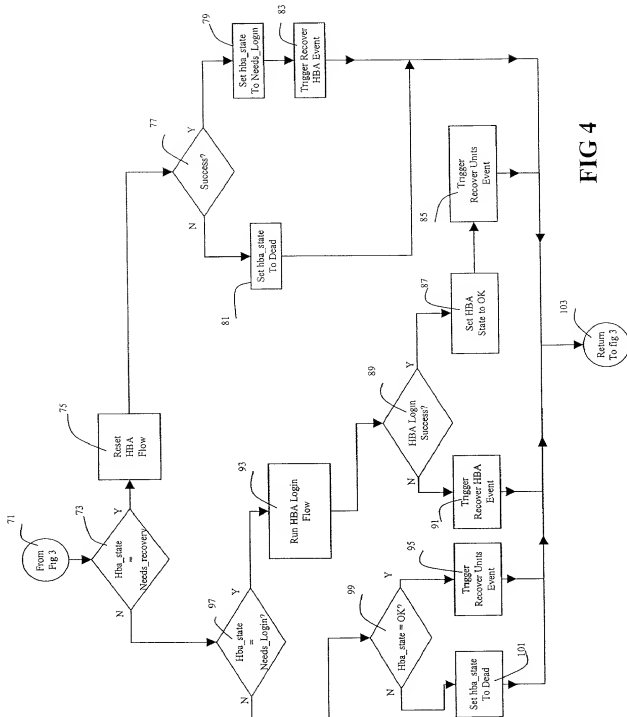 71
From
Fig 3
73
Hba_state
=
Needs_recovery
Y
N
75
Reset
HBA
Flow
77
Success?
Y
N
79
Set hba_state
To Needs_Login
83
Trigger Recover
HBA Event
81
Set hba_state
To Dead
97
Hba_state
=
Needs_Login?
Y
N
93
Run HBA Login
Flow
89
HBA Login
Success?
Y
N
87
Set HBA
State to OK
85
Trigger
Recover Units
Event
91
Trigger
Recover HBA
Event
99
Hba_state = OK?
Y
N
95
Trigger
Recover Units
Event
101
Set hba_state
To Dead
103
Return
To fig 3
FIG 4